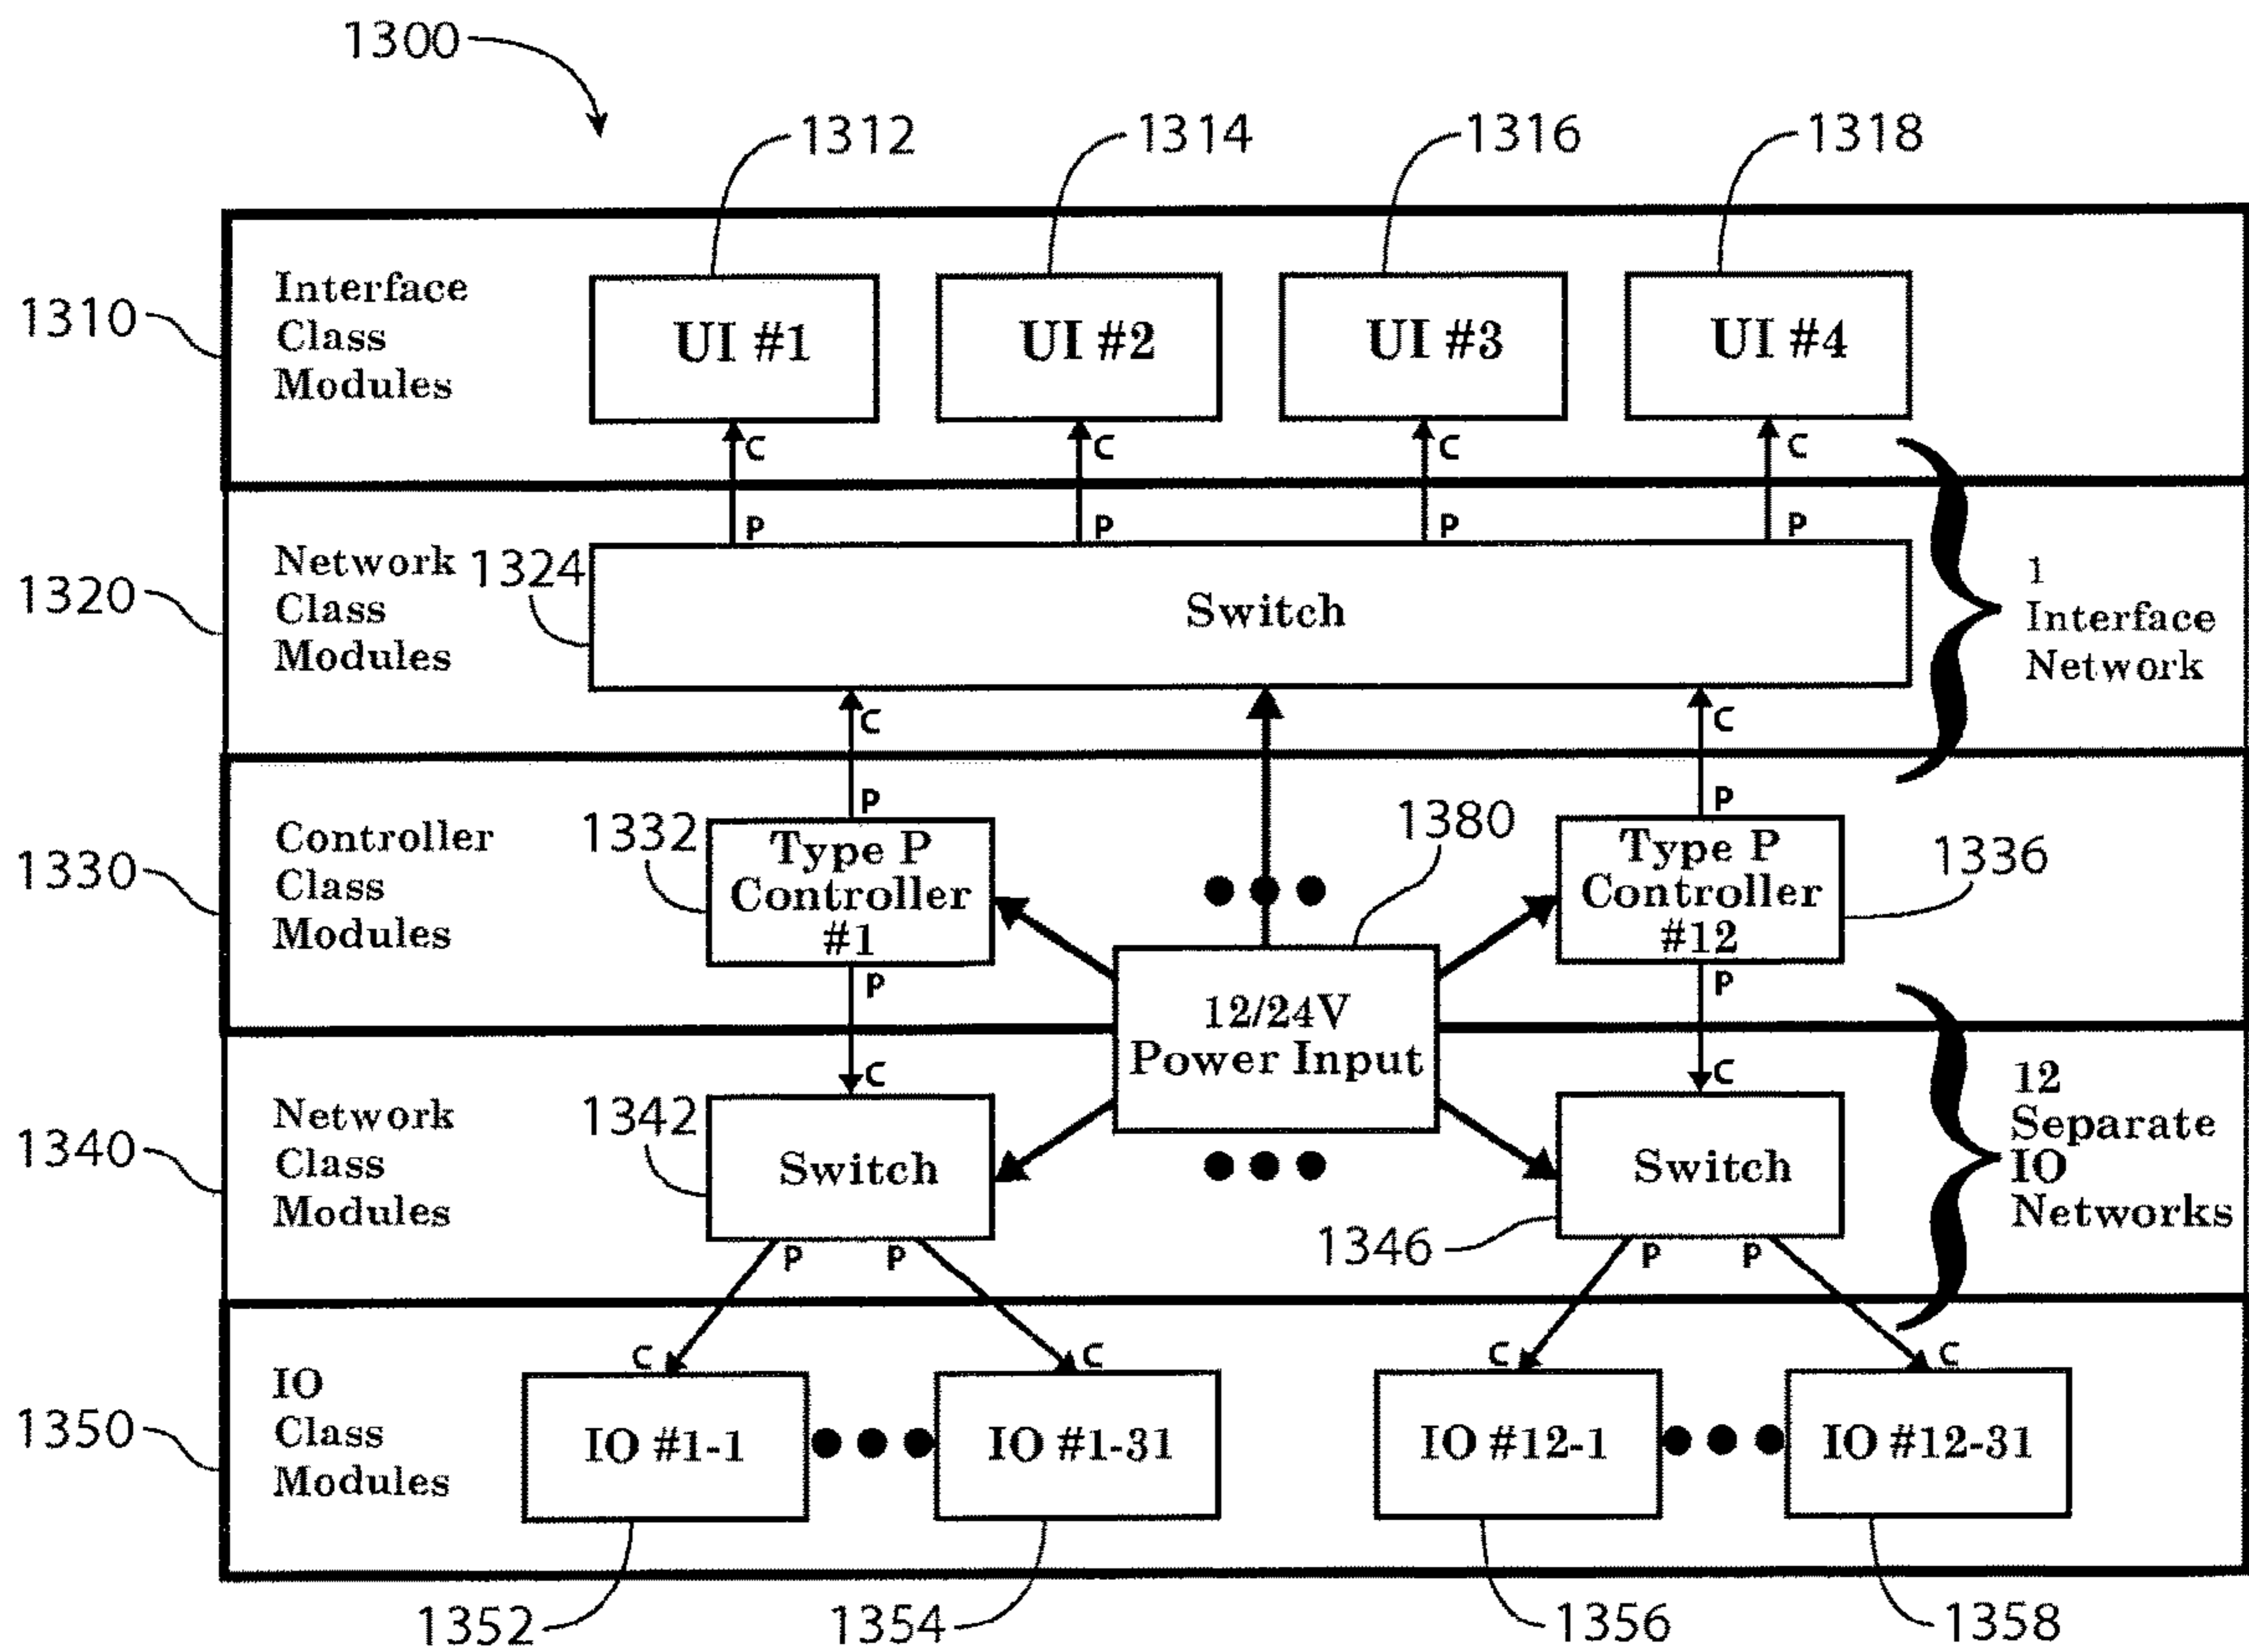 1300
1312
1314
1316
1318
1310
Interface
Class
Modules
UI #1
UI #2
UI #3
UI #4
C
C
C
C
P
P
P
P
1320
Network
Class
Modules
1324
Switch
1
Interface
Network
C
C
P
P
1330
Controller
Class
Modules
1332
Type P
Controller
#1
1380
Type P
Controller
#12
1336
P
P
12/24V
Power Input
C
C
1340
Network
Class
Modules
1342
Switch
1346
Switch
12
Separate
IO
Networks
P
P
P
P
C
C
C
C
1350
IO
Class
Modules
IO #1-1
IO #1-31
IO #12-1
IO #12-31
1352
1354
1356
1358